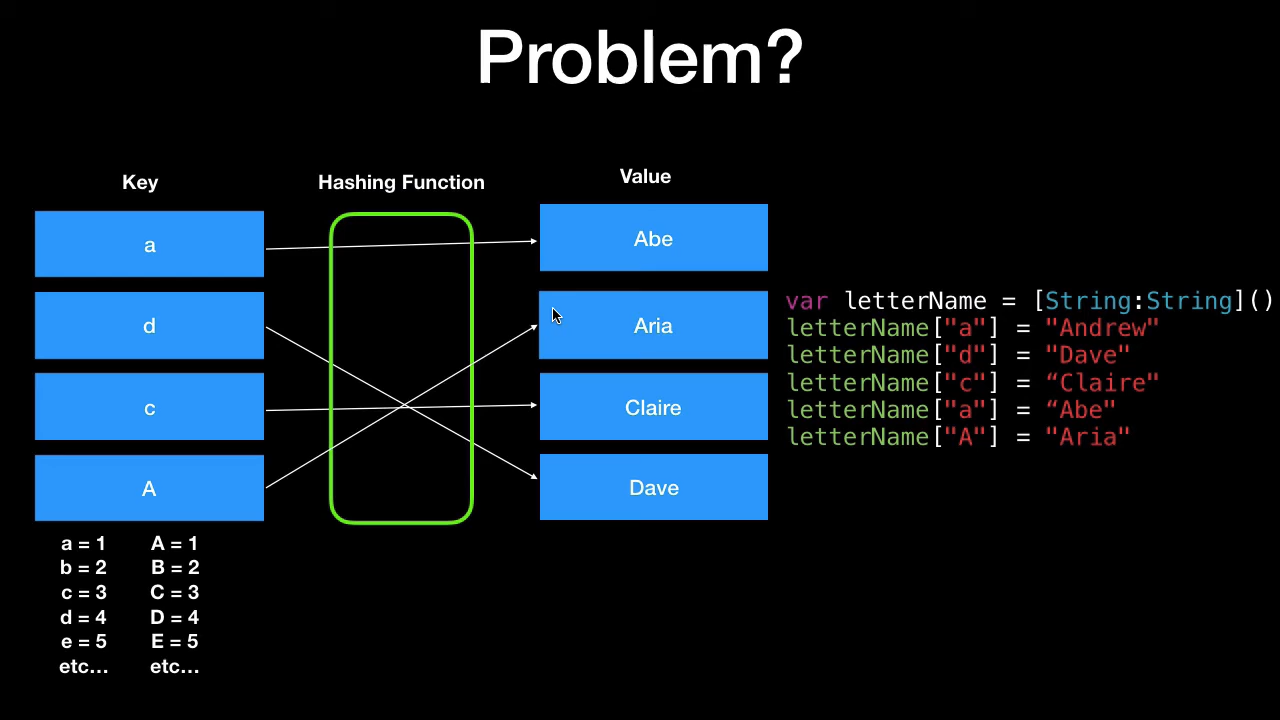 Problem?
Key
Hashing Function
Value
a
d
c
A
Abe
Aria
Claire
Dave
var letterName = [String:String]()
letterName["a"] = "Andrew"
letterName["d"] = "Dave"
letterName["c"] = “Claire"
letterName["a"] = “Abe"
letterName["A"] = "Aria"
a = 1 A = 1
b = 2 B = 2
c = 3 C = 3
d = 4 D = 4
e = 5 E = 5
etc... etc...